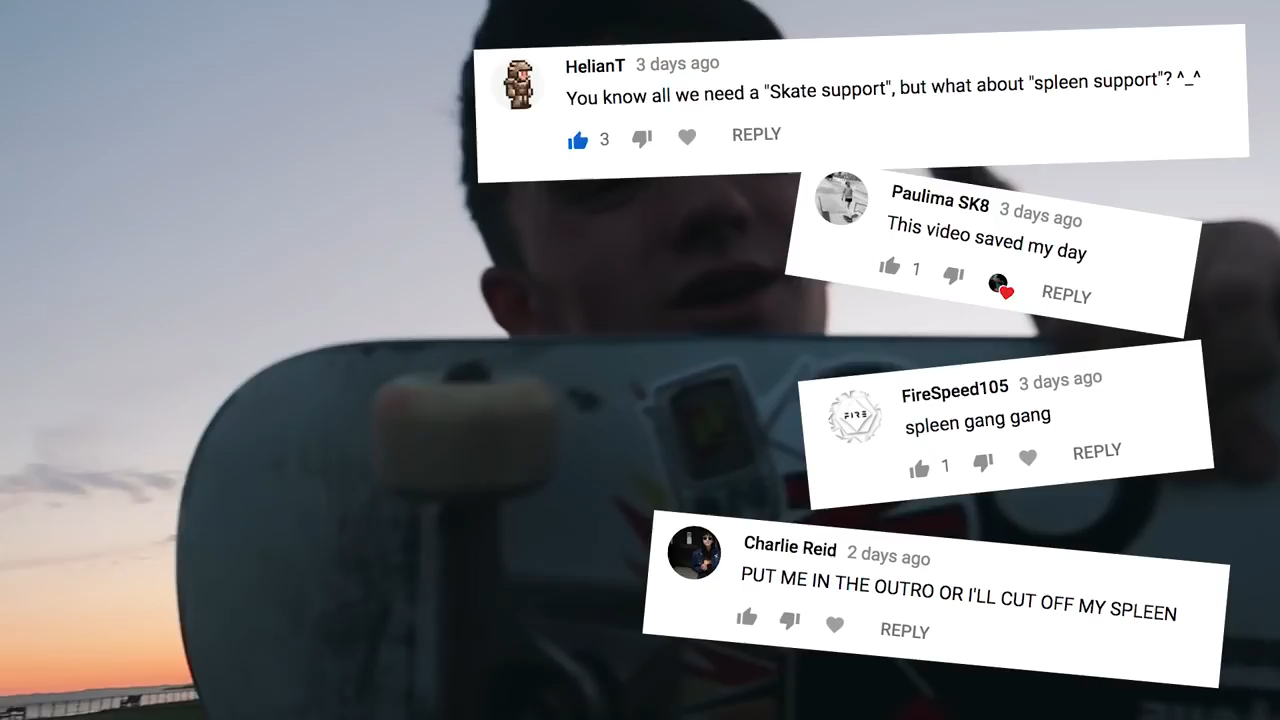 HelianT 3 days ago
You know all we need a "Skate support", but what about "spleen support"? ^_^
3 REPLY
Paulima SK8 3 days ago
This video saved my day
1 REPLY
FIRE
FireSpeed105 3 days ago
spleen gang gang
1 REPLY
Charlie Reid 2 days ago
PUT ME IN THE OUTRO OR I'LL CUT OFF MY SPLEEN
REPLY